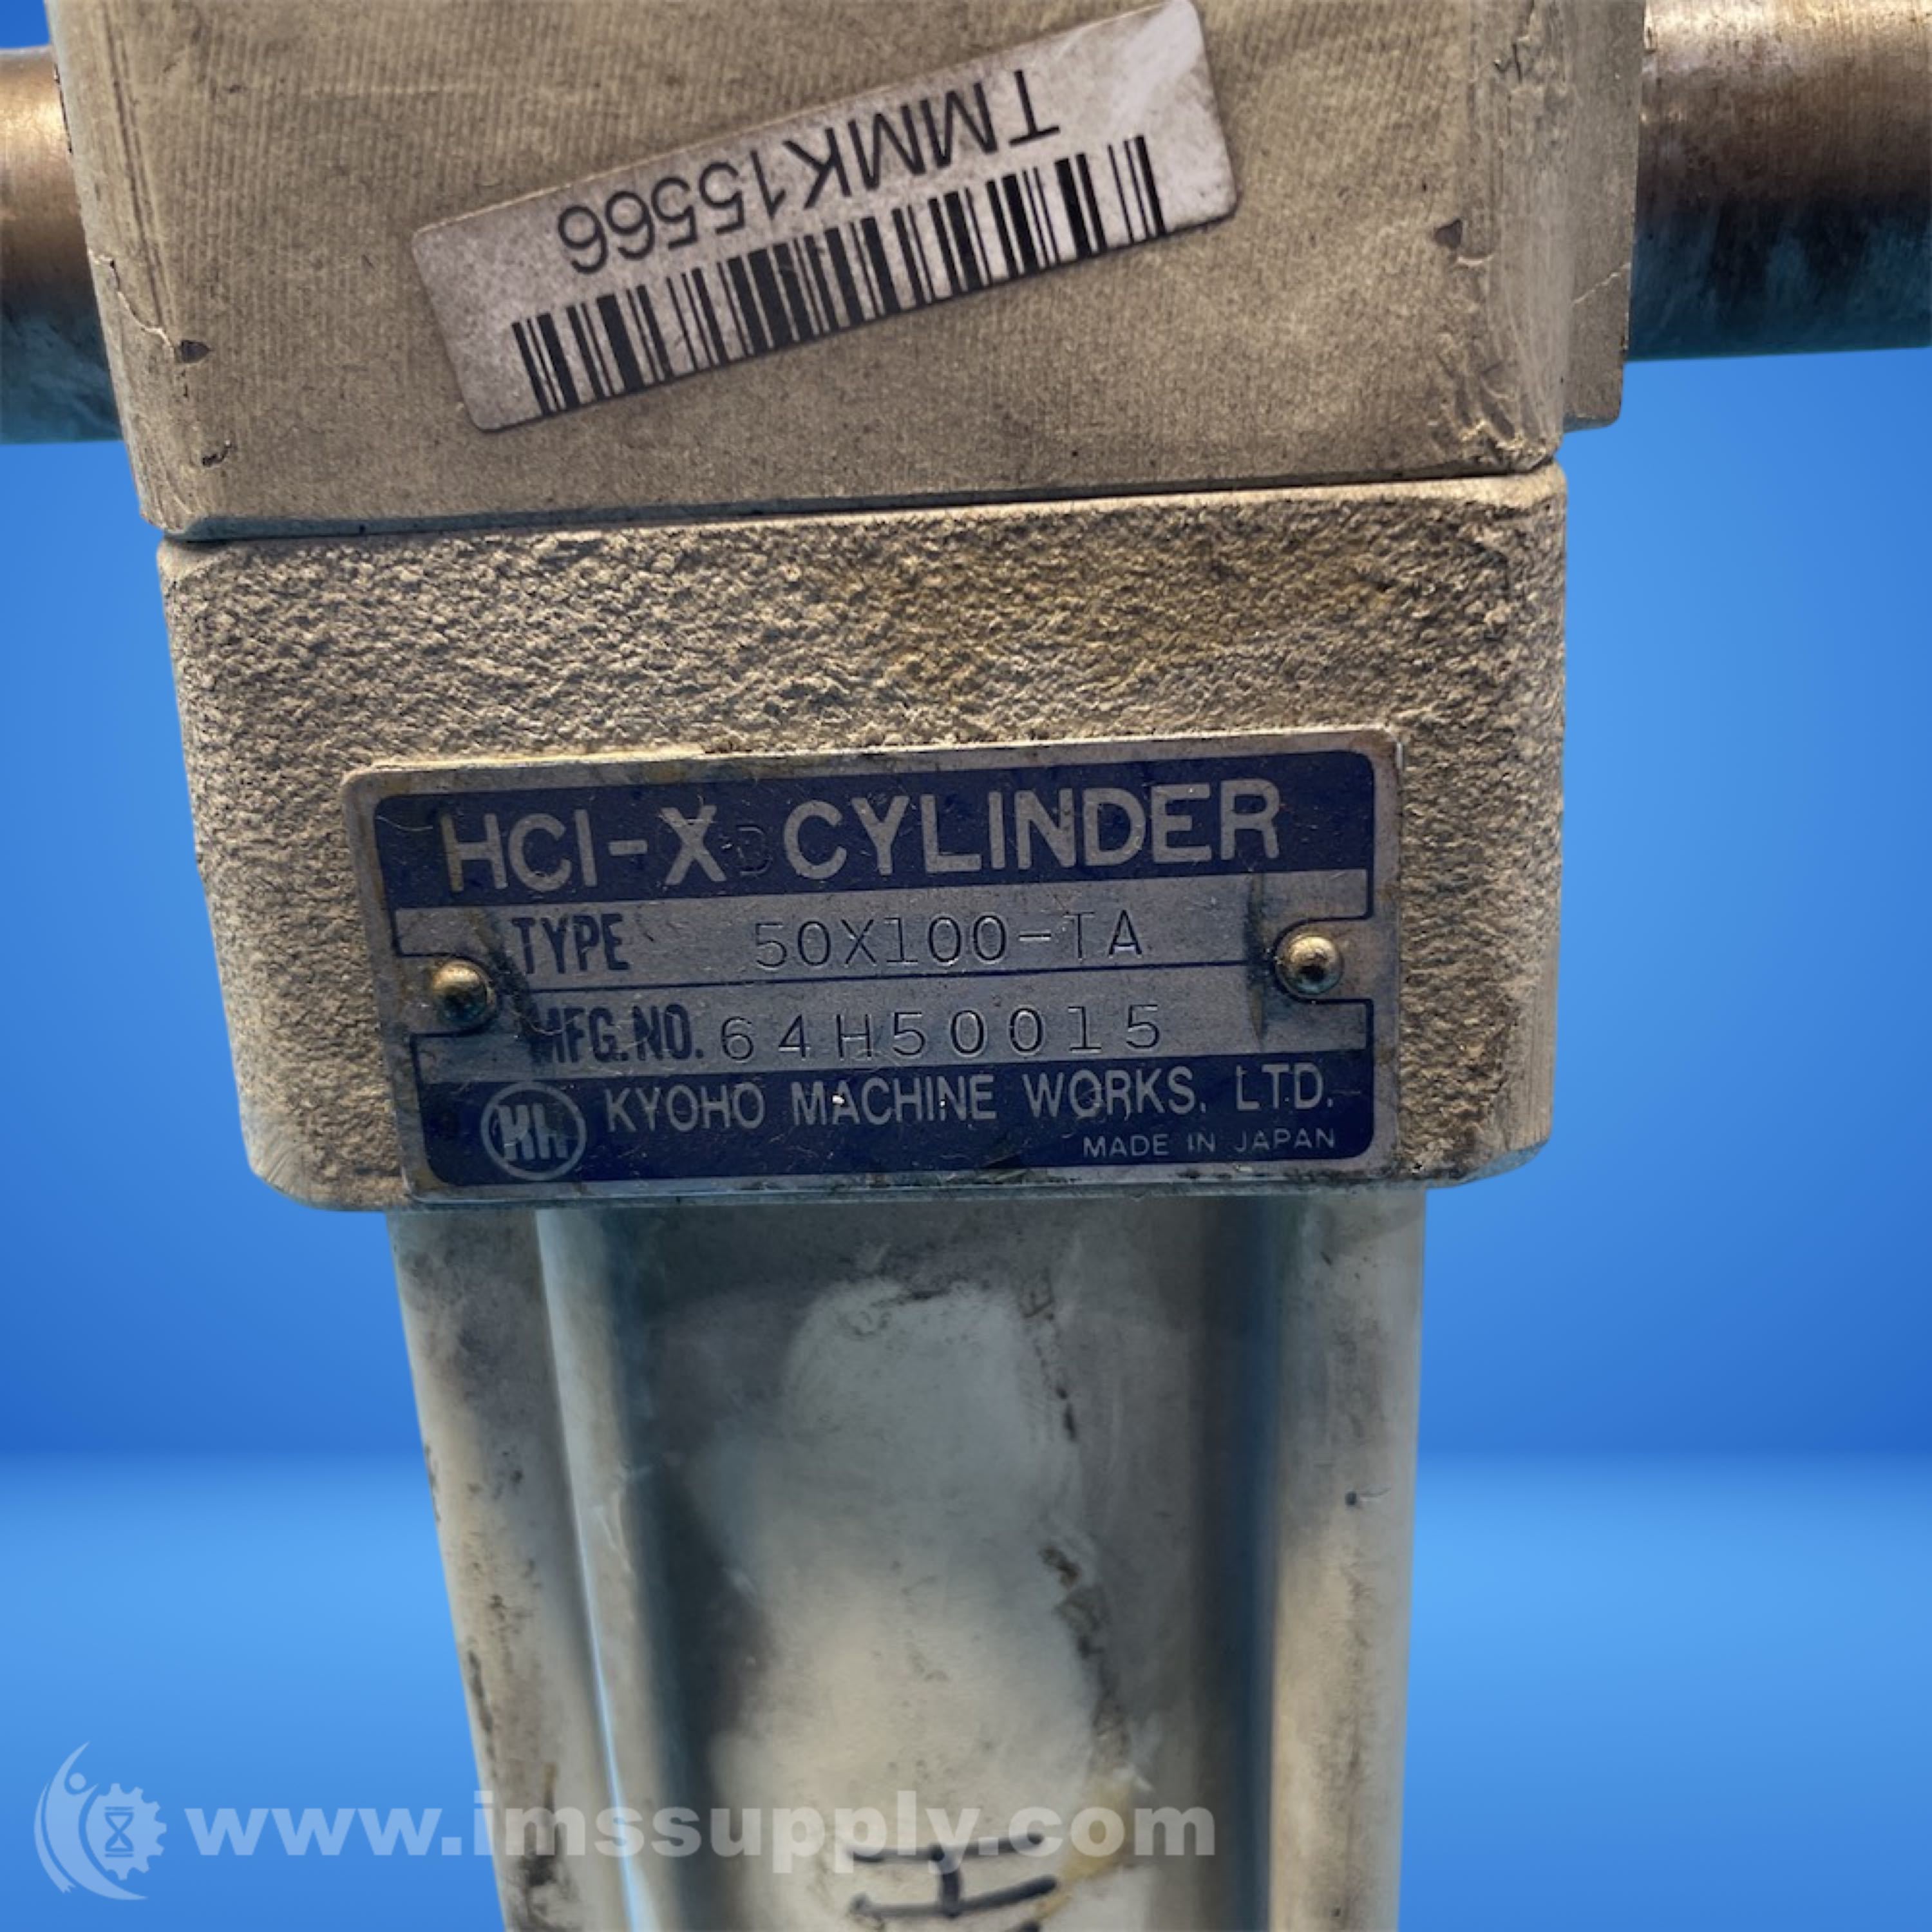 TMMK15566
HCI-XD CYLINDER
TYPE 50X100-TA
MFG.NO. 64H50015
KH KYOHO MACHINE WORKS, LTD.
MADE IN JAPAN
www.imssupply.com